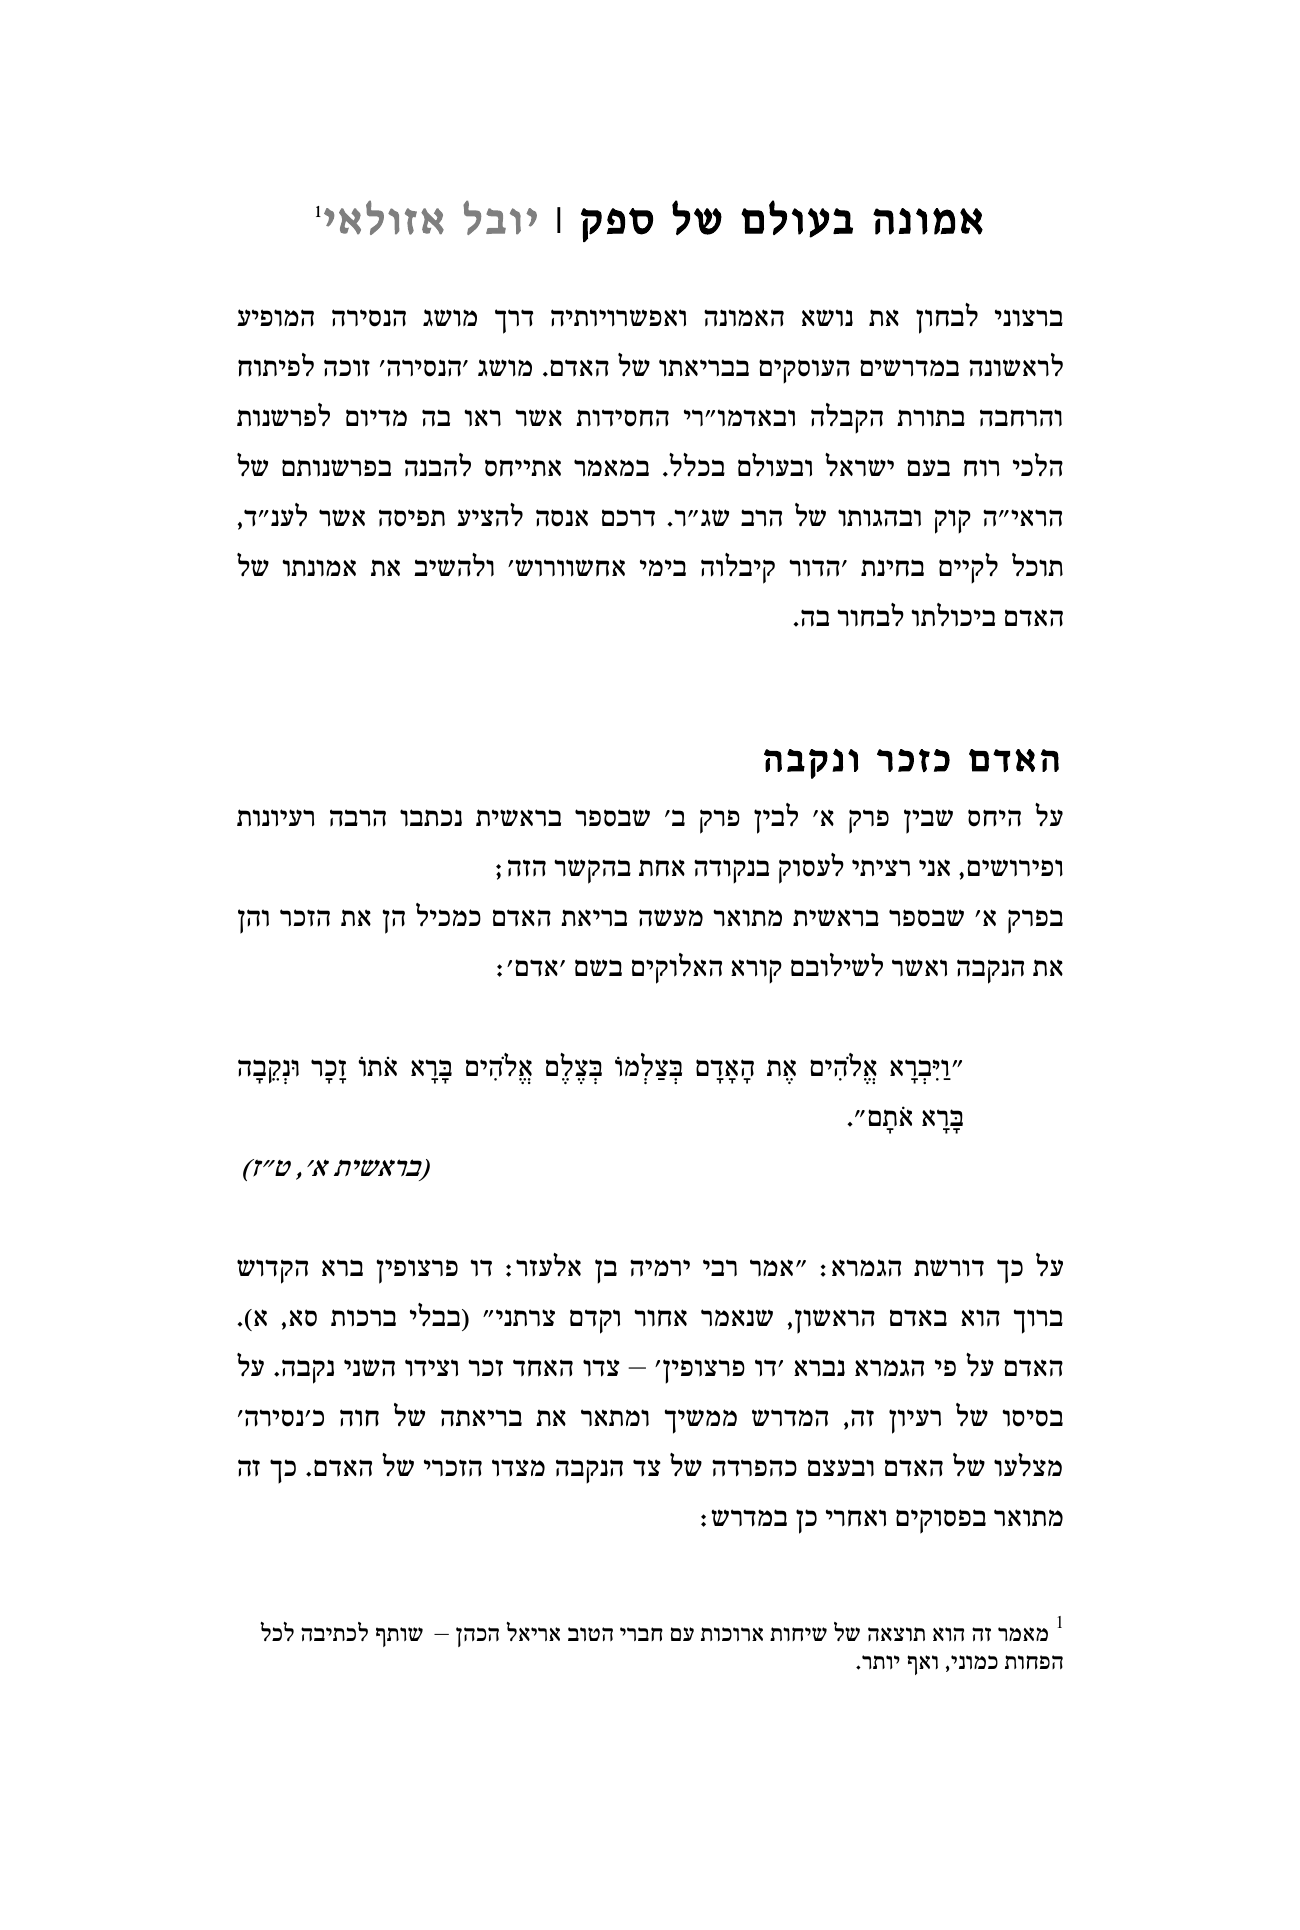 אמונה בעולם של ספק | יובל אזולאי1
ברצוני לבחון את נושא האמונה ואפשרויותיה דרך מושג הנסירה המופיע
לראשונה במדרשים העוסקים בבריאתו של האדם. מושג ׳הנסירה׳ זוכה לפיתוח
והרחבה בתורת הקבלה ובאדמו״רי החסידות אשר ראו בה מדיום לפרשנות
הלכי רוח בעם ישראל ובעולם בכלל. במאמר אתייחס להבנה בפרשנותם של
הראי״ה קוק ובהגותו של הרב שג״ר. דרכם אנסה להציע תפיסה אשר לענ״ד,
תוכל לקיים בחינת ׳הדור קיבלוה בימי אחשוורוש׳ ולהשיב את אמונתו של
האדם ביכולתו לבחור בה.
האדם כזכר ונקבה
על היחס שבין פרק א׳ לבין פרק ב׳ שבספר בראשית נכתבו הרבה רעיונות
ופירושים, אני רציתי לעסוק בנקודה אחת בהקשר הזה;
בפרק א׳ שבספר בראשית מתואר מעשה בריאת האדם כמכיל הן את הזכר והן
את הנקבה ואשר לשילובם קורא האלוקים בשם ׳אדם׳:
״וַיִּבְרָא אֱלֹהִים אֶת הָאָדָם בְּצַלְמוֹ בְּצֶלֶם אֱלֹהִים בָּרָא אֹתוֹ זָכָר וּנְקֵבָה
בָּרָא אֹתָם״.
(בראשית א׳, ט״ז)
על כך דורשת הגמרא: ״אמר רבי ירמיה בן אלעזר: דו פרצופין ברא הקדוש
ברוך הוא באדם הראשון, שנאמר אחור וקדם צרתני״ (בבלי ברכות סא, א).
האדם על פי הגמרא נברא ׳דו פרצופין׳ – צדו האחד זכר וצידו השני נקבה. על
בסיסו של רעיון זה, המדרש ממשיך ומתאר את בריאתה של חוה כ׳נסירה׳
מצלעו של האדם ובעצם כהפרדה של צד הנקבה מצדו הזכרי של האדם. כך זה
מתואר בפסוקים ואחרי כן במדרש:
1 מאמר זה הוא תוצאה של שיחות ארוכות עם חברי הטוב אריאל הכהן – שותף לכתיבה לכל
הפחות כמוני, ואף יותר.